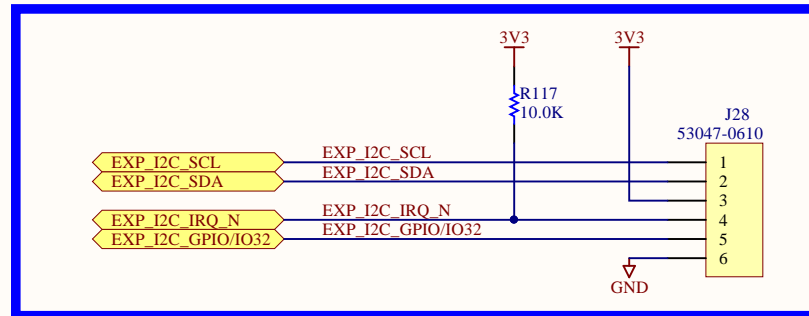 3V3 3V3
R117
10.0K
J28
53047-0610
EXP_I2C_SCL EXP_I2C_SCL 1
EXP_I2C_SDA EXP_I2C_SDA 2
3
EXP_I2C_IRQ_N EXP_I2C_IRQ_N 4
EXP_I2C_GPIO/IO32 EXP_I2C_GPIO/IO32 5
6
GND